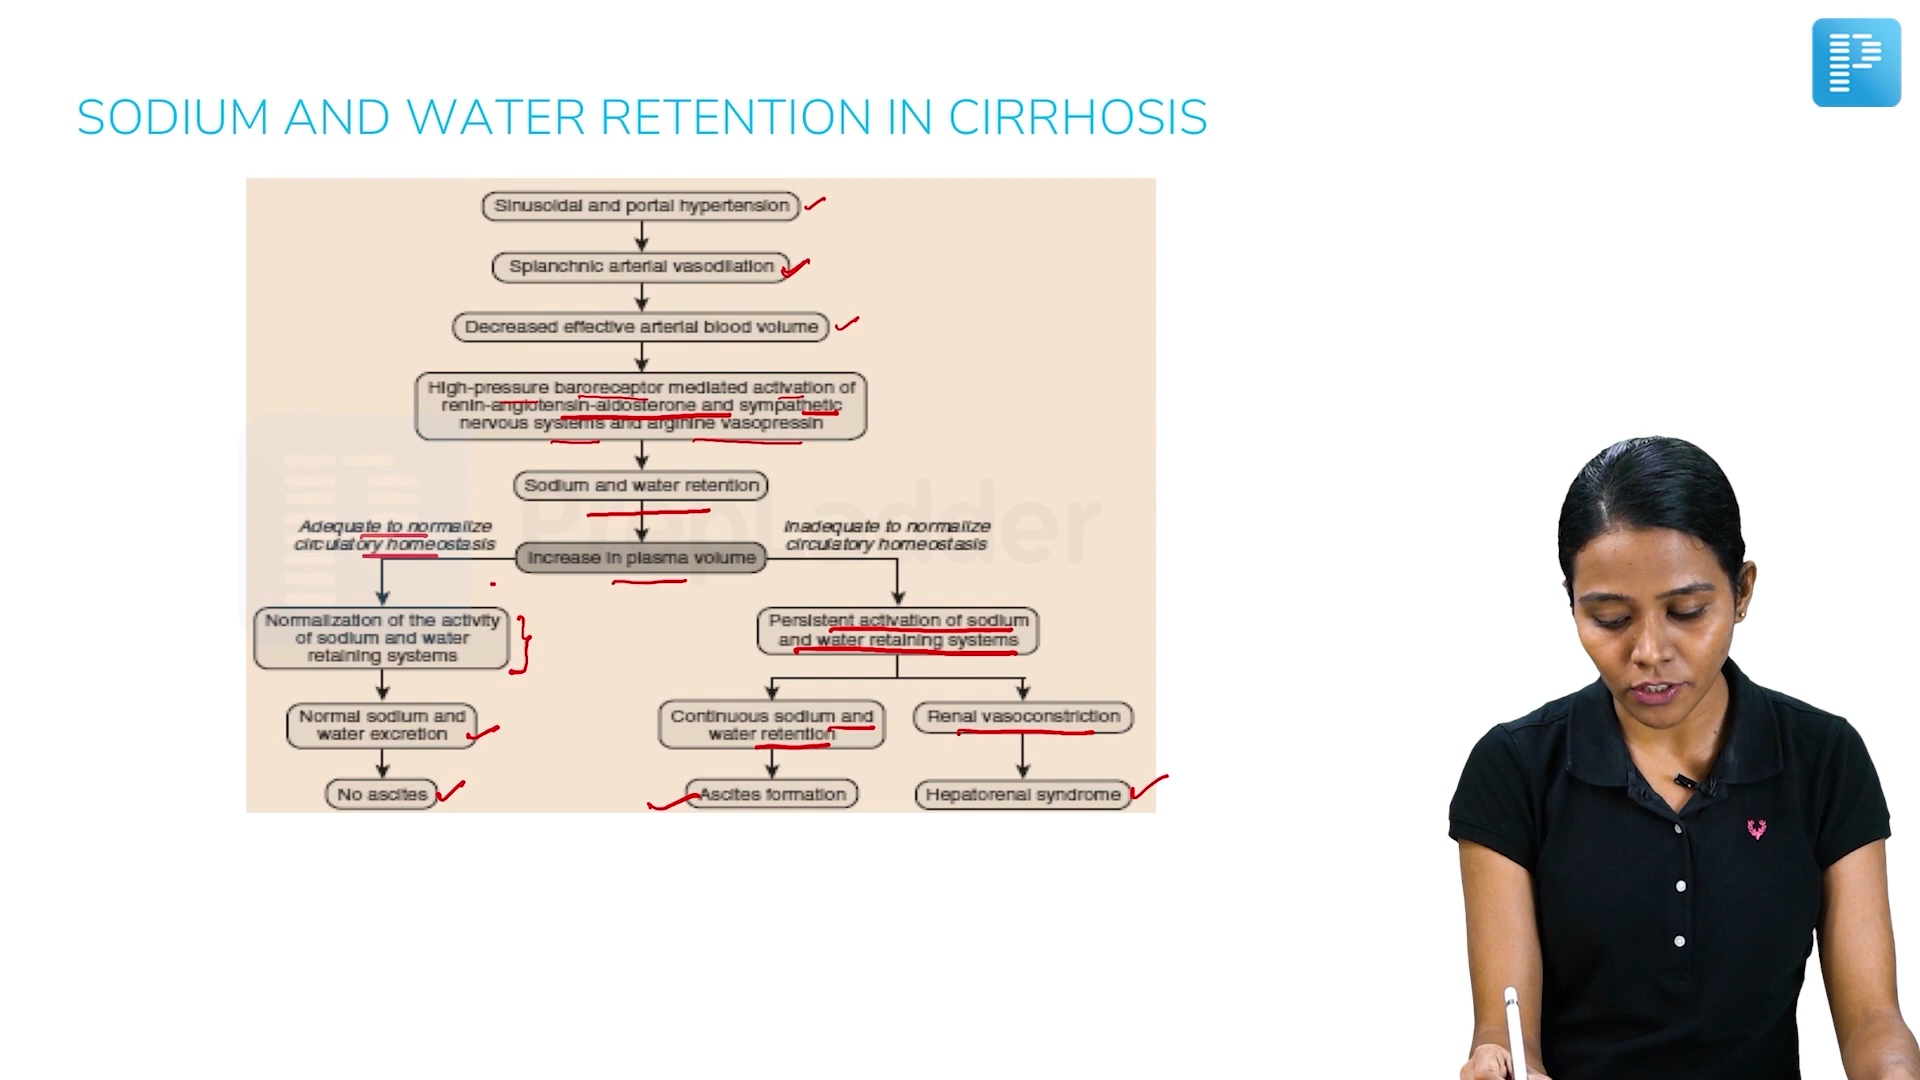 SODIUM AND WATER RETENTION IN CIRRHOSIS
Sinusoidal and portal hypertension
Splanchnic arterial vasodilation
Decreased effective arterial blood volume
High-pressure baroreceptor mediated activation of
renin-angiotensin-aldosterone and sympathetic
nervous systems and arginine vasopressin
Sodium and water retention
Adequate to normalize
circulatory homeostasis
Inadequate to normalize
circulatory homeostasis
Increase in plasma volume
Normalization of the activity
of sodium and water
retaining systems
Persistent activation of sodium
and water retaining systems
Normal sodium and
water excretion
Continuous sodium and
water retention
Renal vasoconstriction
No ascites
Ascites formation
Hepatorenal syndrome
PrepLadder